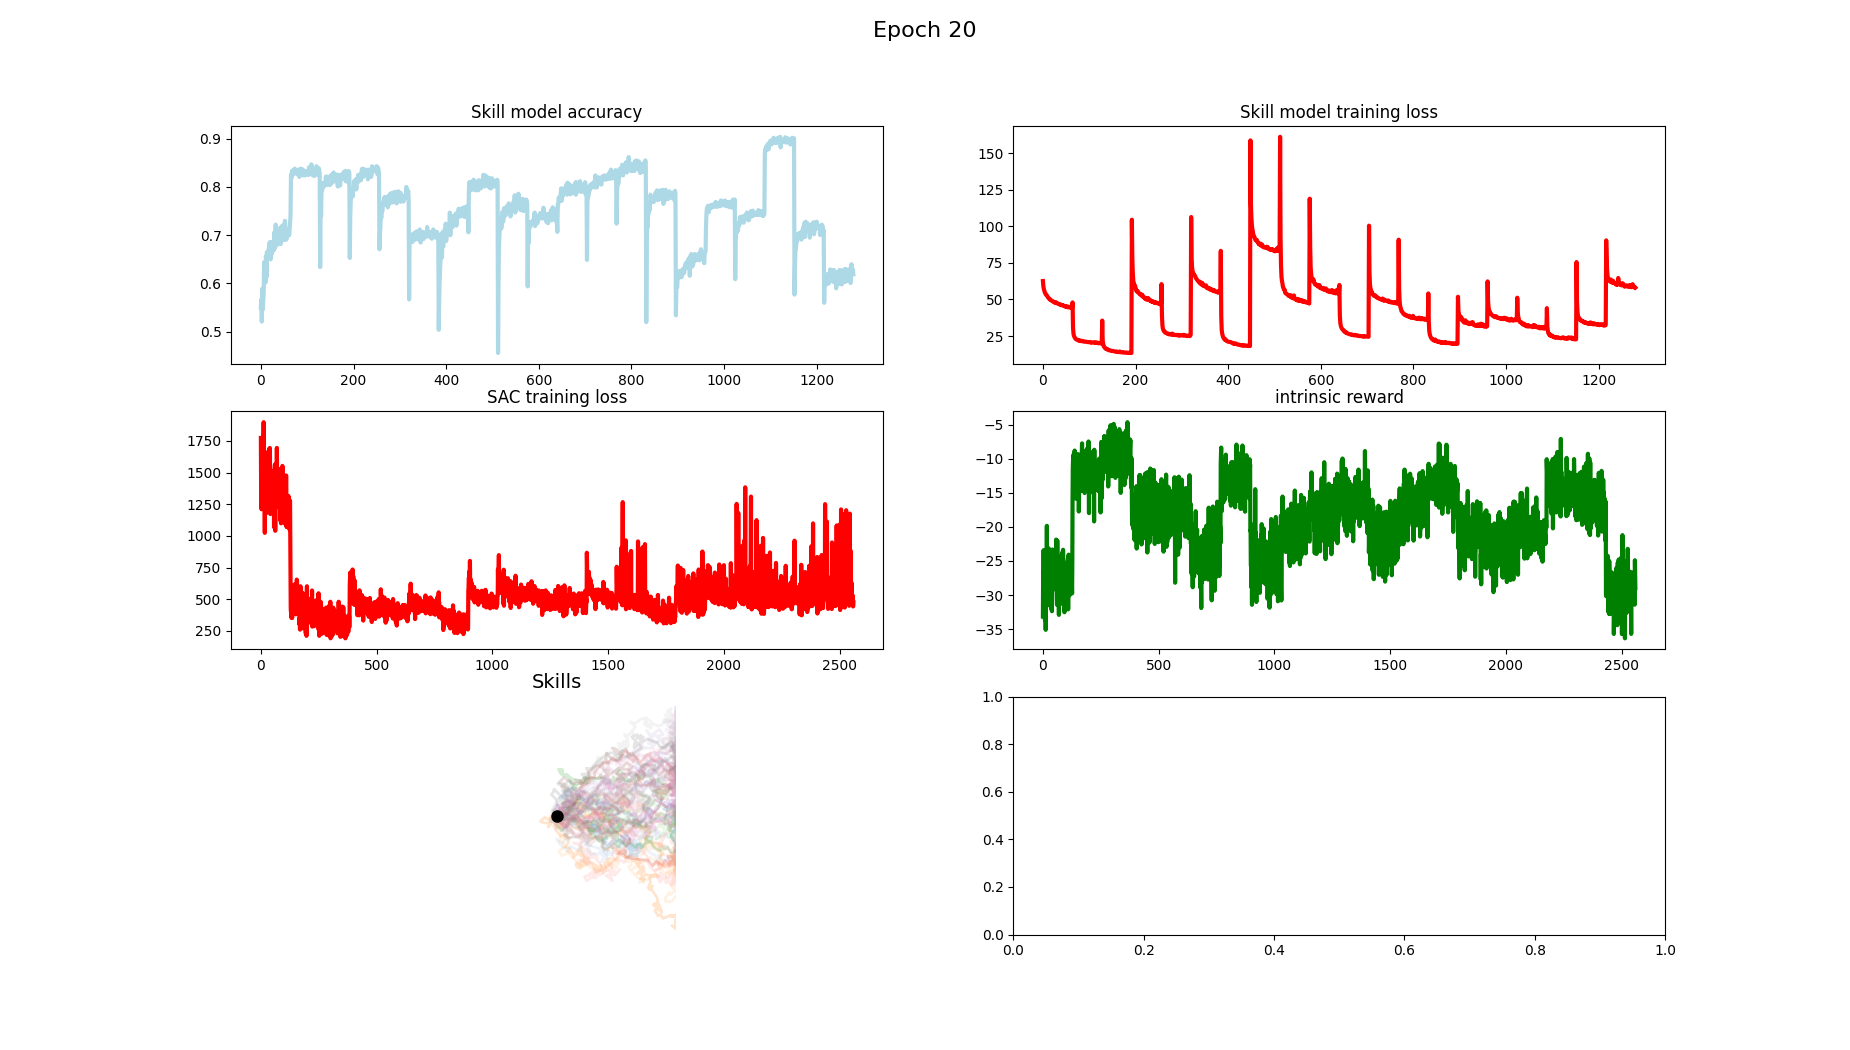 Epoch 20
Skill model accuracy
0.9
0.8
0.7
0.6
0.5
0 200 400 600 800 1000 1200
Skill model training loss
150
125
100
75
50
25
0 200 400 600 800 1000 1200
SAC training loss
1750
1500
1250
1000
750
500
250
0 500 1000 1500 2000 2500
intrinsic reward
−5
−10
−15
−20
−25
−30
−35
0 500 1000 1500 2000 2500
Skills
1.0
0.8
0.6
0.4
0.2
0.0
0.0 0.2 0.4 0.6 0.8 1.0